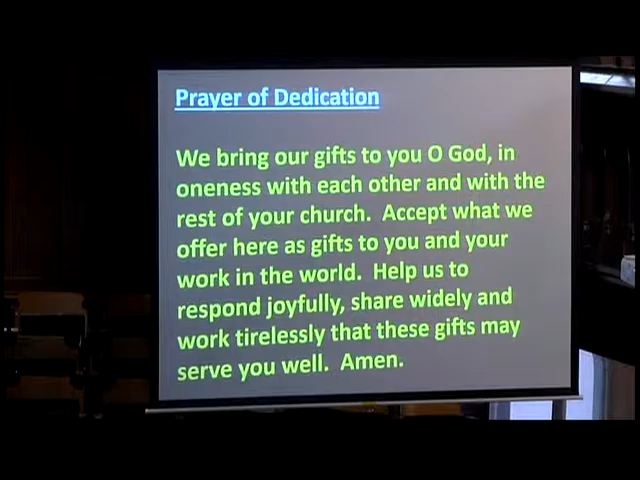 Prayer of Dedication
We bring our gifts to you O God, in
oneness with each other and with the
rest of your church.  Accept what we
offer here as gifts to you and your
work in the world.  Help us to
respond joyfully, share widely and
work tirelessly that these gifts may
serve you well.  Amen.